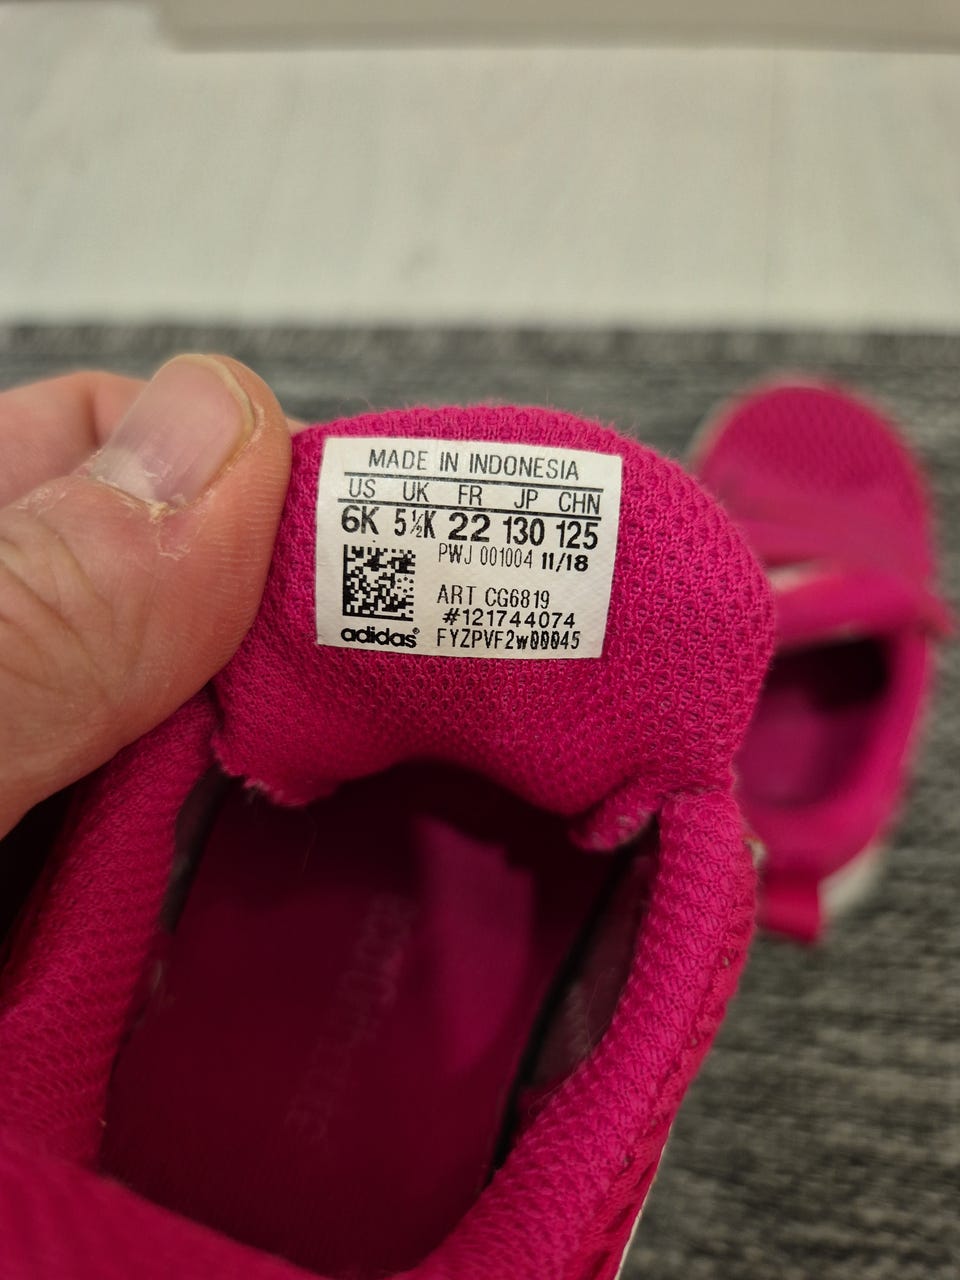 MADE IN INDONESIA
US UK FR JP CHN
6K 5½K 22 130 125
PWJ 001004 11/18
ART CG6819
#121744074
adidas® FYZPVF2w00045